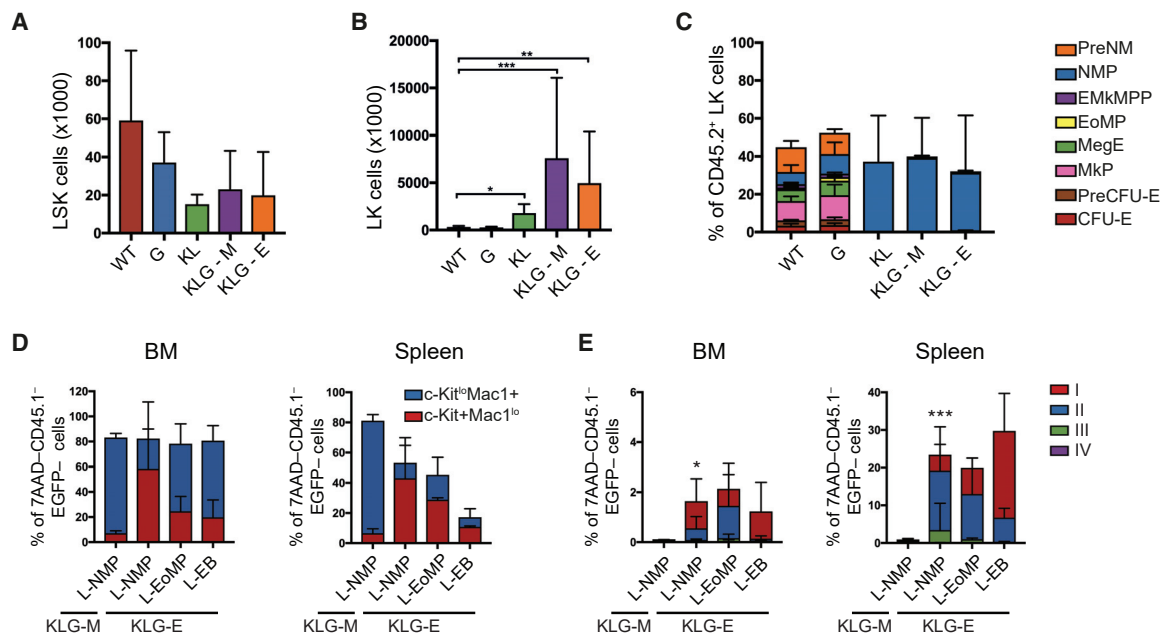 A
LSK cells (x1000)
100
80
60
40
20
0
WT
G
KL
KLG - M
KLG - E
B
LK cells (x1000)
20000
15000
10000
5000
0
**
***
*
WT
G
KL
KLG - M
KLG - E
C
% of CD45.2⁺ LK cells
100
80
60
40
20
0
WT
G
KL
KLG - M
KLG - E
PreNM
NMP
EMkMPP
EoMP
MegE
MkP
PreCFU-E
CFU-E
D
BM
% of 7AAD–CD45.1⁻
EGFP– cells
120
100
80
60
40
20
0
L-NMP
L-NMP
L-EoMP
L-EB
KLG-M
KLG-E
Spleen
% of 7AAD–CD45.1⁻
EGFP– cells
100
80
60
40
20
0
c-KitˡᵒMac1+
c-Kit+Mac1ˡᵒ
L-NMP
L-NMP
L-EoMP
L-EB
KLG-M
KLG-E
E
BM
% of 7AAD–CD45.1⁻
EGFP– cells
6
4
2
0
*
L-NMP
L-NMP
L-EoMP
L-EB
KLG-M
KLG-E
Spleen
% of 7AAD–CD45.1⁻
EGFP– cells
40
30
20
10
0
***
L-NMP
L-NMP
L-EoMP
L-EB
KLG-M
KLG-E
I
II
III
IV